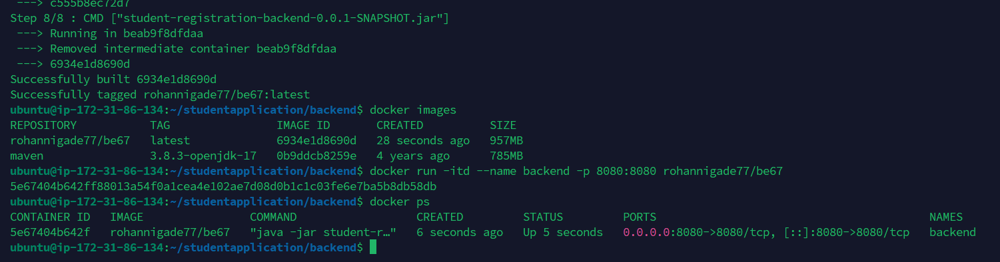 ---> c555b8ec72d7
Step 8/8 : CMD ["student-registration-backend-0.0.1-SNAPSHOT.jar"]
---> Running in beab9f8dfdaa
---> Removed intermediate container beab9f8dfdaa
---> 6934e1d8690d
Successfully built 6934e1d8690d
Successfully tagged rohannigade77/be67:latest
ubuntu@ip-172-31-86-134:~/studentapplication/backend$ docker images
REPOSITORY TAG IMAGE ID CREATED SIZE
rohannigade77/be67 latest 6934e1d8690d 28 seconds ago 957MB
maven 3.8.3-openjdk-17 0b9ddcb8259e 4 years ago 785MB
ubuntu@ip-172-31-86-134:~/studentapplication/backend$ docker run -itd --name backend -p 8080:8080 rohannigade77/be67
5e67404b642ff88013a54f0a1cea4e102ae7d08d0b1c1c03fe6e7ba5b8db58db
ubuntu@ip-172-31-86-134:~/studentapplication/backend$ docker ps
CONTAINER ID IMAGE COMMAND CREATED STATUS PORTS NAMES
5e67404b642f rohannigade77/be67 "java -jar student-r…" 6 seconds ago Up 5 seconds 0.0.0.0:8080->8080/tcp, [::]:8080->8080/tcp backend
ubuntu@ip-172-31-86-134:~/studentapplication/backend$